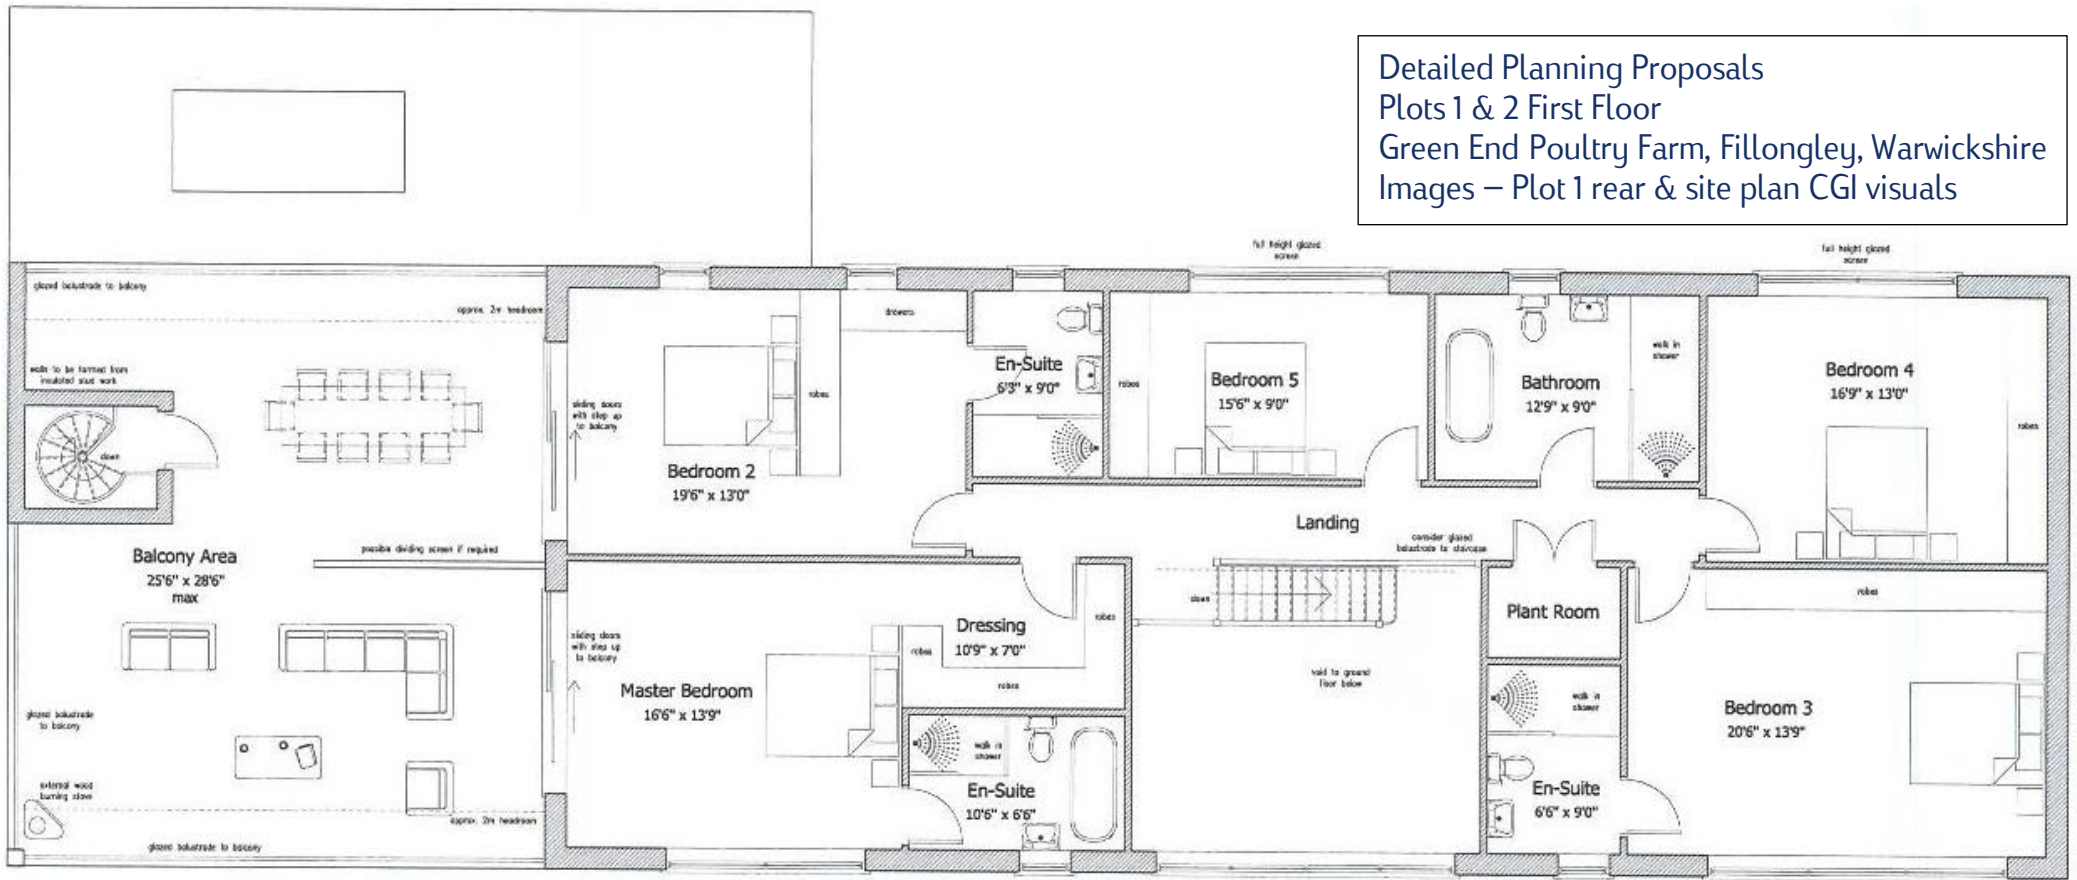 Detailed Planning Proposals
Plots 1 & 2 First Floor
Green End Poultry Farm, Fillongley, Warwickshire
Images – Plot 1 rear & site plan CGI visuals
full height glazed
screen
full height glazed
screen
glazed balustrade to balcony
approx. 2m headroom
walls to be formed from
insulated stud work
down
sliding doors
with step up
to balcony
Balcony Area
25'6" x 28'6"
max
possible dividing screen if required
glazed balustrade
to balcony
external wood
burning stove
approx. 2m headroom
glazed balustrade to balcony
Bedroom 2
19'6" x 13'0"
robes
drawers
En-Suite
6'3" x 9'0"
robes
Bedroom 5
15'6" x 9'0"
Bathroom
12'9" x 9'0"
walk in
shower
Bedroom 4
16'9" x 13'0"
robes
Landing
consider glazed
balustrade to staircase
down
void to ground
floor below
Plant Room
sliding doors
with step up
to balcony
Master Bedroom
16'6" x 13'9"
Dressing
10'9" x 7'0"
robes
robes
robes
walk in
shower
En-Suite
10'6" x 6'6"
walk in
shower
En-Suite
6'6" x 9'0"
robes
Bedroom 3
20'6" x 13'9"